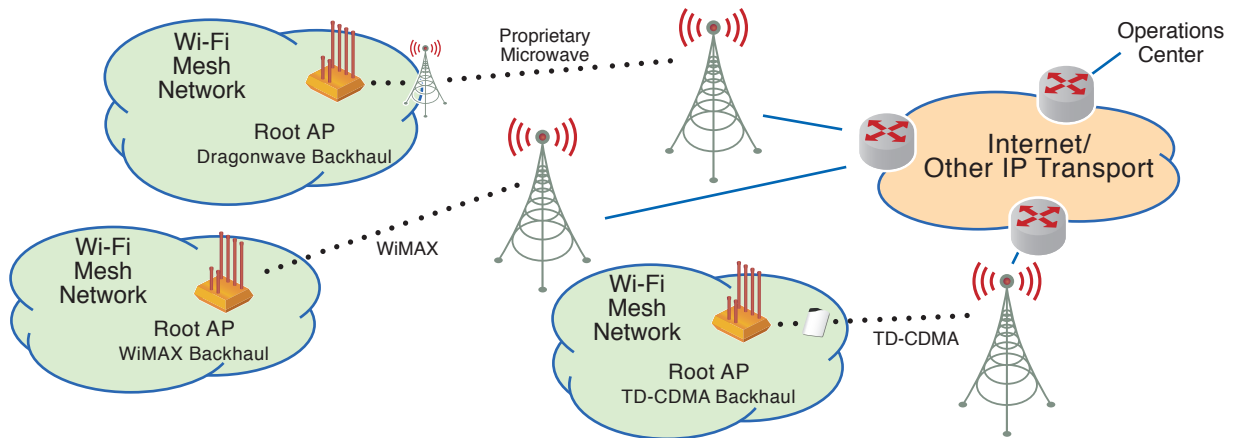 Wi-Fi
Mesh
Network
Root AP
Dragonwave Backhaul
Proprietary
Microwave
Operations
Center
Internet/
Other IP Transport
Wi-Fi
Mesh
Network
Root AP
WiMAX Backhaul
WiMAX
Wi-Fi
Mesh
Network
Root AP
TD-CDMA Backhaul
TD-CDMA